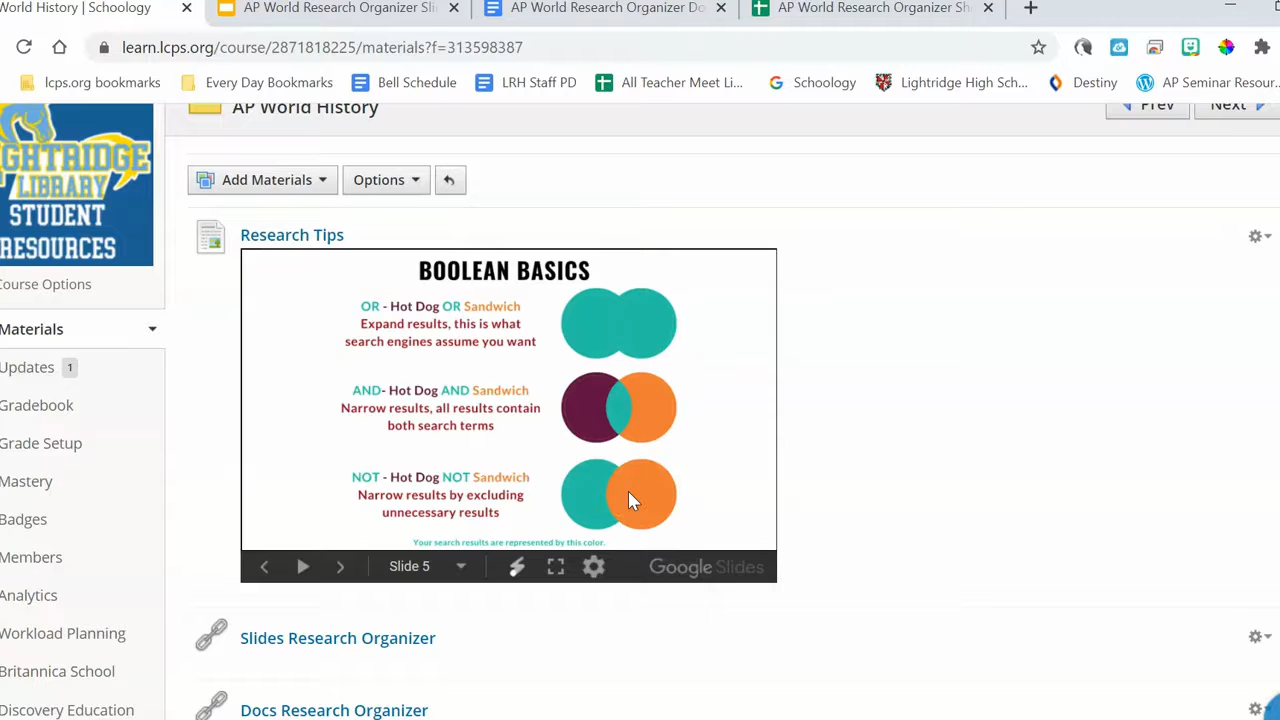 World History | Schoology
AP World Research Organizer Sli
AP World Research Organizer Do
AP World Research Organizer She
learn.lcps.org/course/2871818225/materials?f=313598387
lcps.org bookmarks
Every Day Bookmarks
Bell Schedule
LRH Staff PD
All Teacher Meet Li...
Schoology
Lightridge High Sch...
Destiny
AP Seminar Resour...
AP World History
Prev
Next
GHTRIDGE
LIBRARY
STUDENT
RESOURCES
Course Options
Materials
Updates 1
Gradebook
Grade Setup
Mastery
Badges
Members
Analytics
Workload Planning
Britannica School
Discovery Education
Add Materials
Options
Research Tips
BOOLEAN BASICS
OR - Hot Dog OR Sandwich
Expand results, this is what
search engines assume you want
AND- Hot Dog AND Sandwich
Narrow results, all results contain
both search terms
NOT - Hot Dog NOT Sandwich
Narrow results by excluding
unnecessary results
Your search results are represented by this color.
Slide 5
Google Slides
Slides Research Organizer
Docs Research Organizer